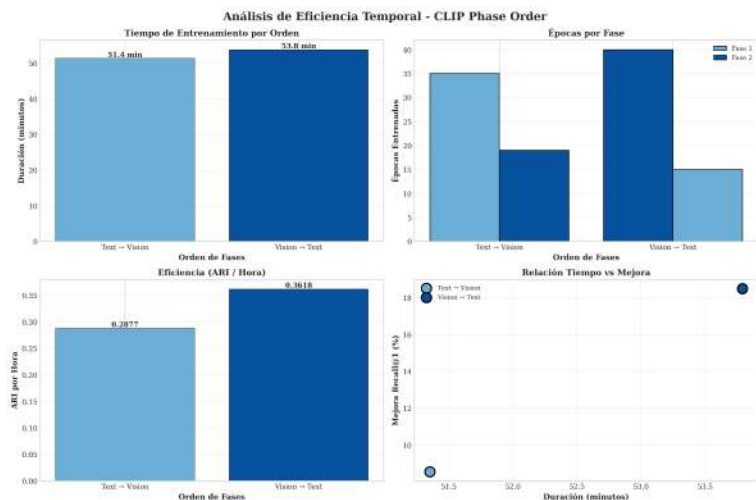 Análisis de Eficiencia Temporal - CLIP Phase Order
Tiempo de Entrenamiento por Orden
51.4 min
53.8 min
50
40
30
20
10
0
Duración (minutos)
Text → Vision
Vision → Text
Orden de Fases
Épocas por Fase
Fase 1
Fase 2
40
35
30
25
20
15
10
5
0
Épocas Entrenadas
Text → Vision
Vision → Text
Orden de Fases
Eficiencia (ARI / Hora)
0.2877
0.3618
0.35
0.30
0.25
0.20
0.15
0.10
0.05
0.00
ARI por Hora
Text → Vision
Vision → Text
Orden de Fases
Relación Tiempo vs Mejora
Text → Vision
Vision → Text
18
16
14
12
10
Mejora Recall@1 (%)
51.5
52.0
52.5
53.0
53.5
Duración (minutos)